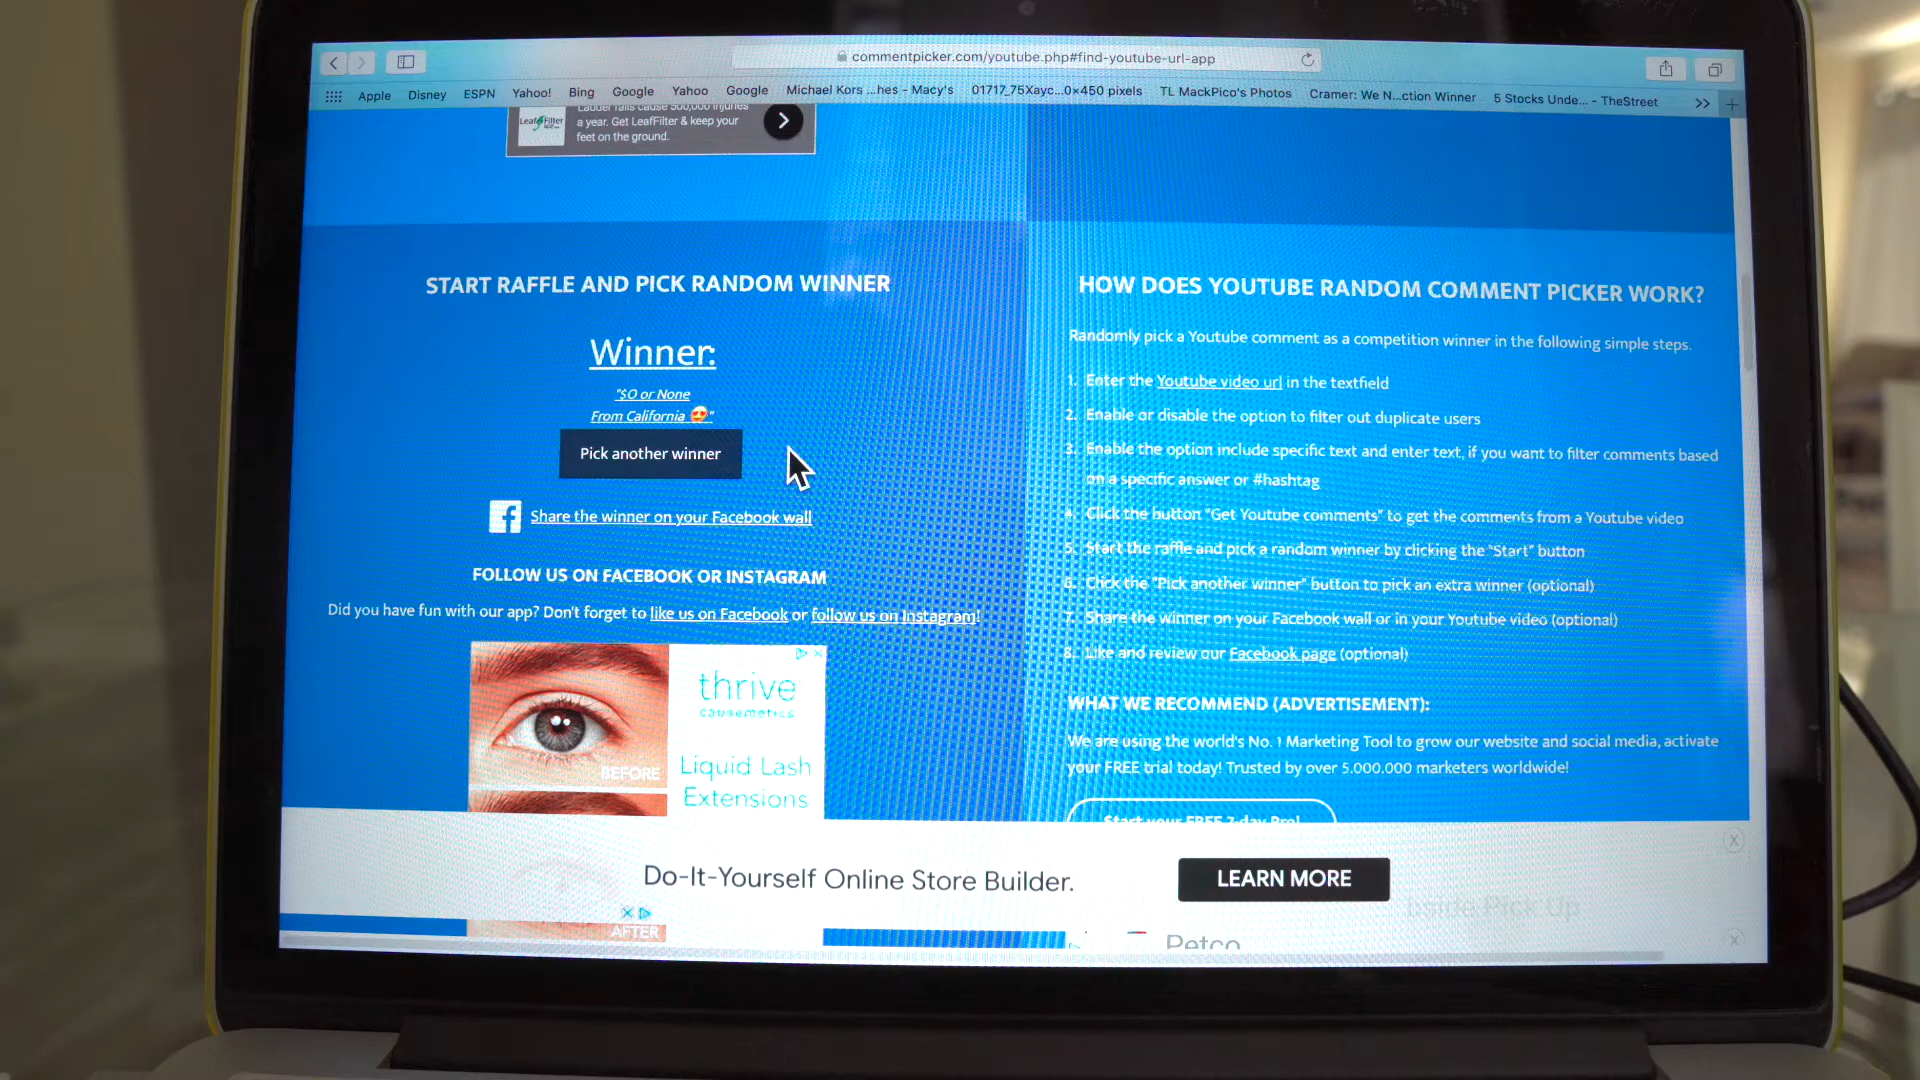 commentpicker.com/youtube.php#find-youtube-url-app
Apple Disney ESPN Yahoo! Bing Google Yahoo Google Michael Kors ...hes - Macy's 01717_75Xayc...0×450 pixels TL MackPico's Photos Cramer: We N...ction Winner 5 Stocks Unde... - TheStreet
Ladder falls cause 500,000 injuries
LeafFilter
a year. Get LeafFilter & keep your
feet on the ground.
START RAFFLE AND PICK RANDOM WINNER
Winner:
"$O or None
From California 😍"
Pick another winner
Share the winner on your Facebook wall
FOLLOW US ON FACEBOOK OR INSTAGRAM
Did you have fun with our app? Don't forget to like us on Facebook or follow us on Instagram!
thrive
causemetics
Liquid Lash
Extensions
BEFORE
HOW DOES YOUTUBE RANDOM COMMENT PICKER WORK?
Randomly pick a Youtube comment as a competition winner in the following simple steps.
1. Enter the Youtube video url in the textfield
2. Enable or disable the option to filter out duplicate users
3. Enable the option include specific text and enter text, if you want to filter comments based
on a specific answer or #hashtag
4. Click the button "Get Youtube comments" to get the comments from a Youtube video
5. Start the raffle and pick a random winner by clicking the "Start" button
6. Click the "Pick another winner" button to pick an extra winner (optional)
7. Share the winner on your Facebook wall or in your Youtube video (optional)
8. Like and review our Facebook page (optional)
WHAT WE RECOMMEND (ADVERTISEMENT):
We are using the world's No. 1 Marketing Tool to grow our website and social media, activate
your FREE trial today! Trusted by over 5.000.000 marketers worldwide!
Start your FREE 7-day Pro!
Do-It-Yourself Online Store Builder.
LEARN MORE
bside Pick Up
AFTER
Petco